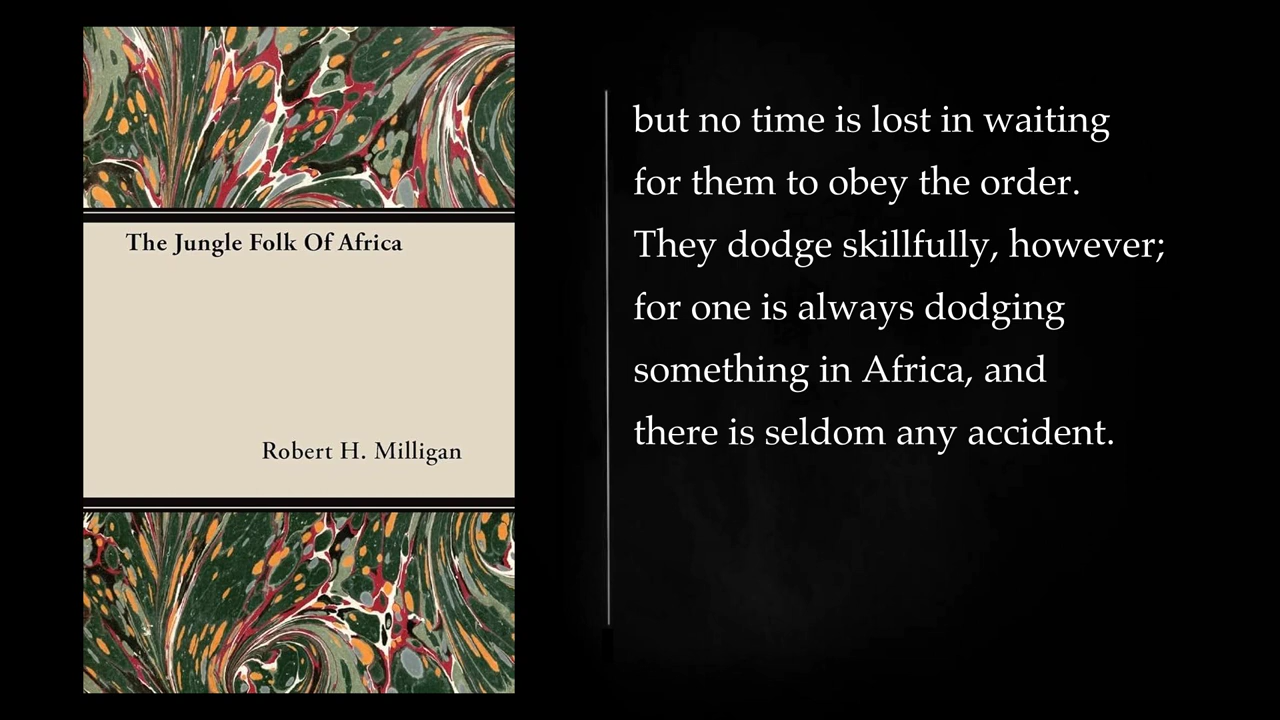 The Jungle Folk Of Africa
Robert H. Milligan
but no time is lost in waiting
for them to obey the order.
They dodge skillfully, however;
for one is always dodging
something in Africa, and
there is seldom any accident.